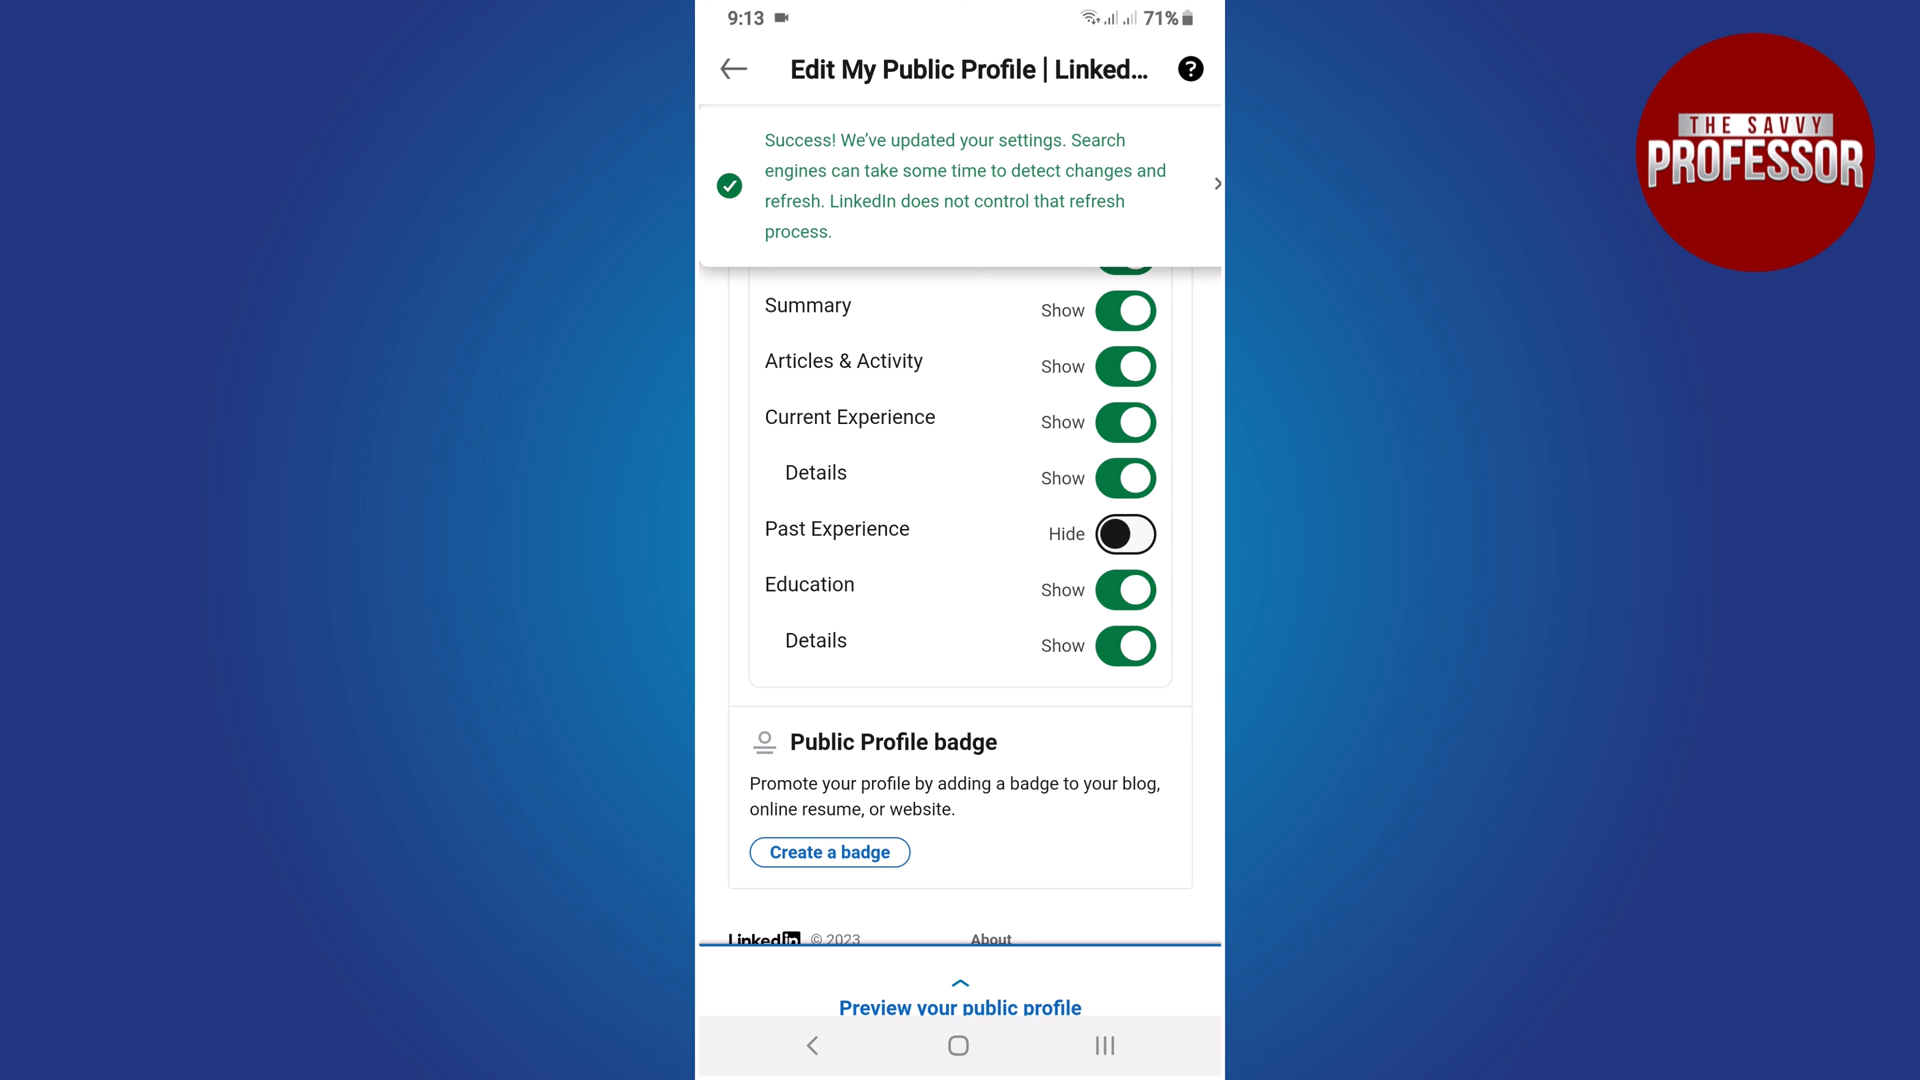 9:13
71%
Edit My Public Profile | Linked...
?
THE SAVVY
PROFESSOR
Success! We’ve updated your settings. Search
engines can take some time to detect changes and
refresh. LinkedIn does not control that refresh
process.
Summary Show
Articles & Activity Show
Current Experience Show
Details Show
Past Experience Hide
Education Show
Details Show
Public Profile badge
Promote your profile by adding a badge to your blog,
online resume, or website.
Create a badge
LinkedIn © 2023 About
Preview your public profile